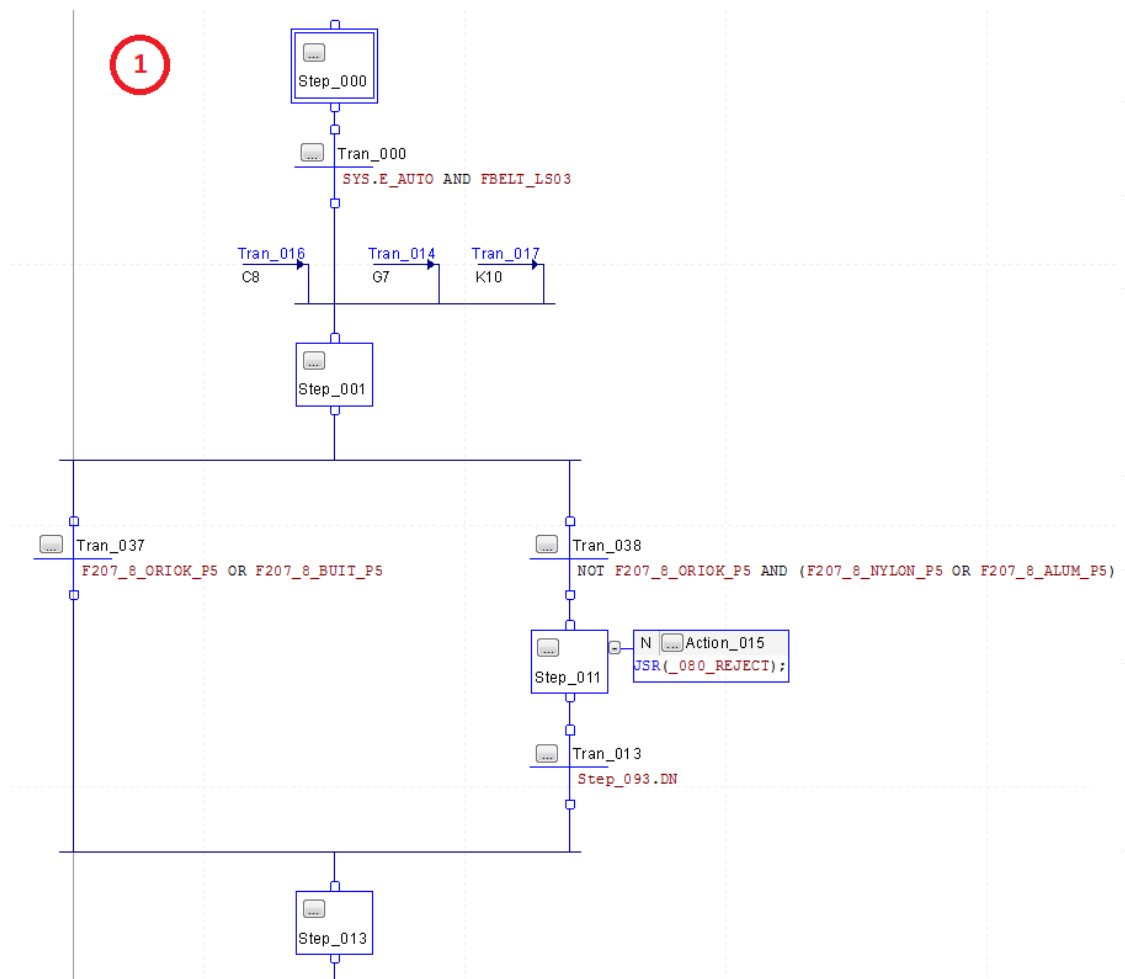 1
...
Step_000
... Tran_000
SYS.E_AUTO AND FBELT_LS03
Tran_016 Tran_014 Tran_017
C8 G7 K10
...
Step_001
... Tran_037 ... Tran_038
F207_8_ORIOK_P5 OR F207_8_BUIT_P5 NOT F207_8_ORIOK_P5 AND (F207_8_NYLON_P5 OR F207_8_ALUM_P5)
... N ... Action_015
Step_011 JSR(_080_REJECT);
... Tran_013
Step_093.DN
...
Step_013